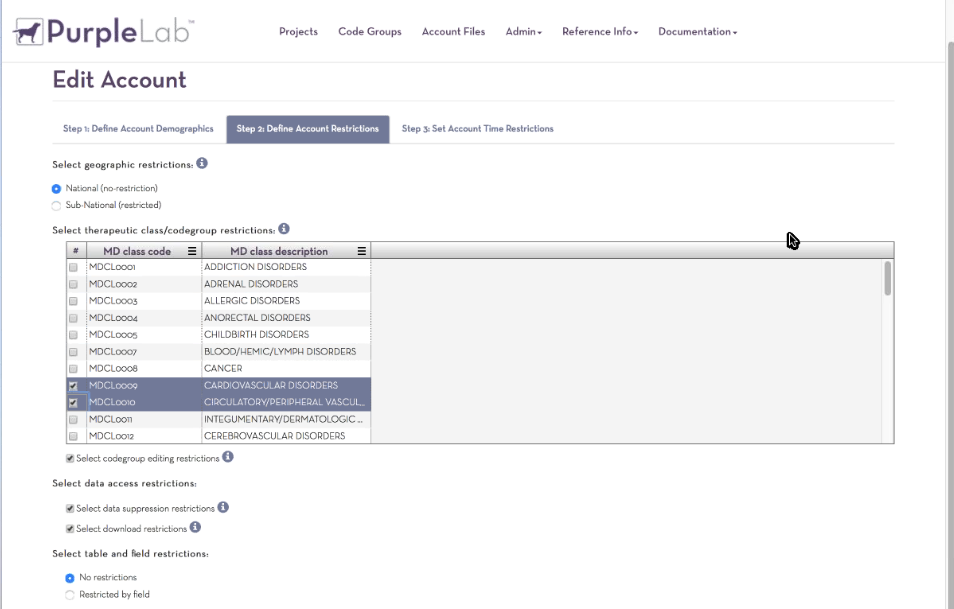 PurpleLab™
Projects Code Groups Account Files Admin Reference Info Documentation
Edit Account
Step 1: Define Account Demographics Step 2: Define Account Restrictions Step 3: Set Account Time Restrictions
Select geographic restrictions:
National (no-restriction)
Sub-National (restricted)
Select therapeutic class/codegroup restrictions:
# MD class code MD class description
MDCL0001 ADDICTION DISORDERS
MDCL0002 ADRENAL DISORDERS
MDCL0003 ALLERGIC DISORDERS
MDCL0004 ANORECTAL DISORDERS
MDCL0005 CHILDBIRTH DISORDERS
MDCL0007 BLOOD/HEMIC/LYMPH DISORDERS
MDCL0008 CANCER
MDCL0009 CARDIOVASCULAR DISORDERS
MDCL0010 CIRCULATORY/PERIPHERAL VASCUL...
MDCL0011 INTEGUMENTARY/DERMATOLOGIC ...
MDCL0012 CEREBROVASCULAR DISORDERS
Select codegroup editing restrictions
Select data access restrictions:
Select data suppression restrictions
Select download restrictions
Select table and field restrictions:
No restrictions
Restricted by field